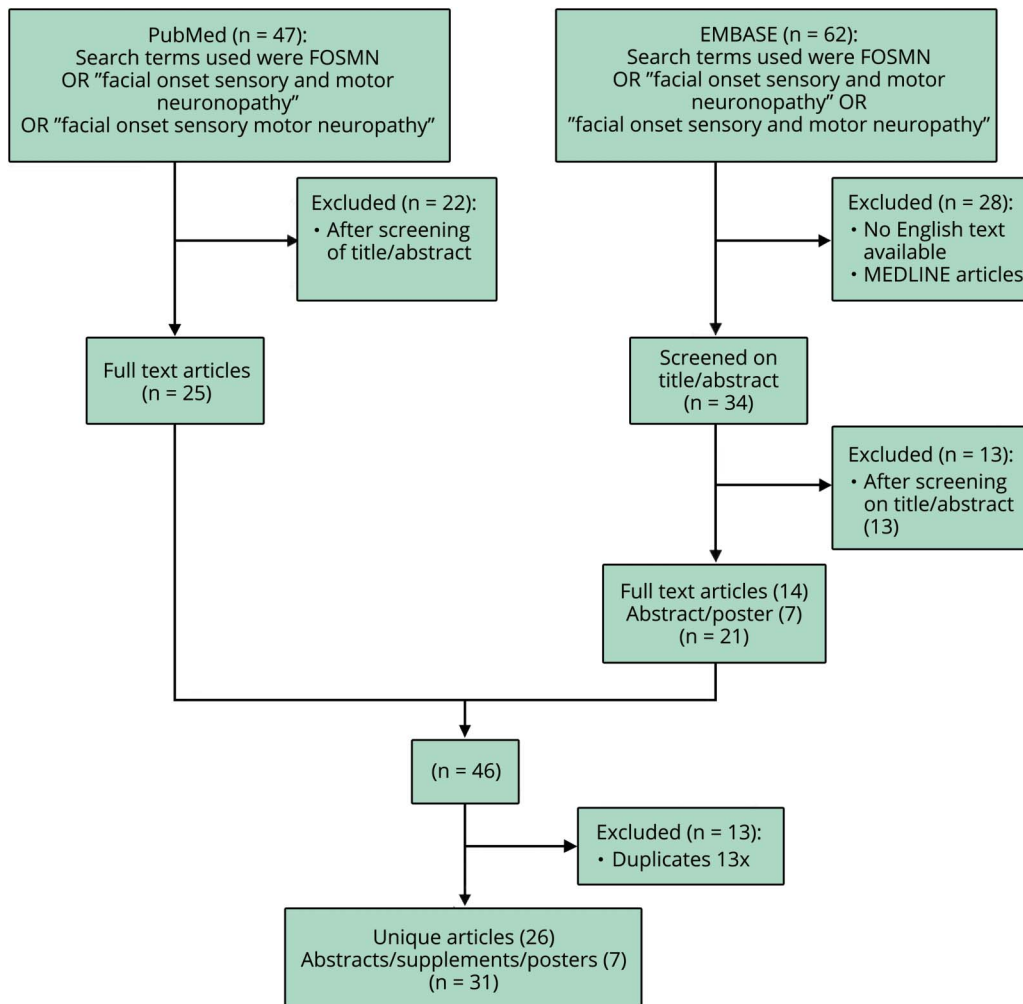 PubMed (n = 47):
Search terms used were FOSMN
OR ”facial onset sensory and motor
neuronopathy”
OR ”facial onset sensory motor neuropathy”
EMBASE (n = 62):
Search terms used were FOSMN
OR ”facial onset sensory and motor
neuronopathy” OR
”facial onset sensory and motor neuropathy”
Excluded (n = 22):
• After screening
of title/abstract
Excluded (n = 28):
• No English text
available
• MEDLINE articles
Full text articles
(n = 25)
Screened on
title/abstract
(n = 34)
Excluded (n = 13):
• After screening
on title/abstract
(13)
Full text articles (14)
Abstract/poster (7)
(n = 21)
(n = 46)
Excluded (n = 13):
• Duplicates 13x
Unique articles (26)
Abstracts/supplements/posters (7)
(n = 31)